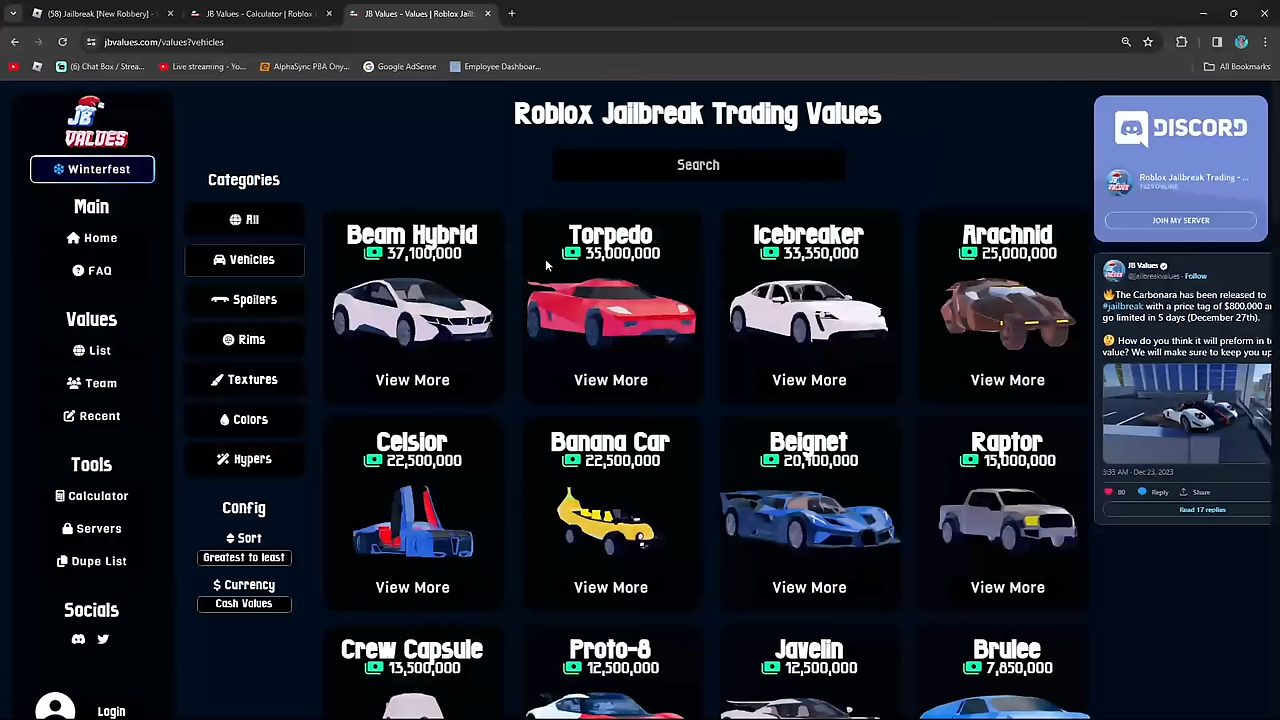 (58) Jailbreak [New Robbery] -
JB Values - Calculator | Roblox
JB Values - Values | Roblox Jailb
jbvalues.com/values?vehicles
(6) Chat Box / Strea...
Live streaming - Yo...
AlphaSync PBA Ony...
Google AdSense
Employee Dashboar...
All Bookmarks
JB
VALUES
Winterfest
Main
Home
FAQ
Values
List
Team
Recent
Tools
Calculator
Servers
Dupe List
Socials
Login
Categories
All
Vehicles
Spoilers
Rims
Textures
Colors
Hypers
Config
Sort
Greatest to least
$ Currency
Cash Values
Roblox Jailbreak Trading Values
Search
Beam Hybrid
37,100,000
View More
Torpedo
35,000,000
View More
Icebreaker
33,350,000
View More
Arachnid
25,000,000
View More
Celsior
22,500,000
View More
Banana Car
22,500,000
View More
Beignet
20,100,000
View More
Raptor
15,000,000
View More
Crew Capsule
13,500,000
Proto-8
12,500,000
Javelin
12,500,000
Brulee
7,850,000
DISCORD
Roblox Jailbreak Trading - ...
ONLINE
JOIN MY SERVER
JB Values
@jailbreakvalues · Follow
The Carbonara has been released to
#jailbreak with a price tag of $800,000 an
go limited in 5 days (December 27th).
How do you think it will preform in t
value? We will make sure to keep you up
3:33 AM · Dec 23, 2023
80 Reply Share
Read 17 replies